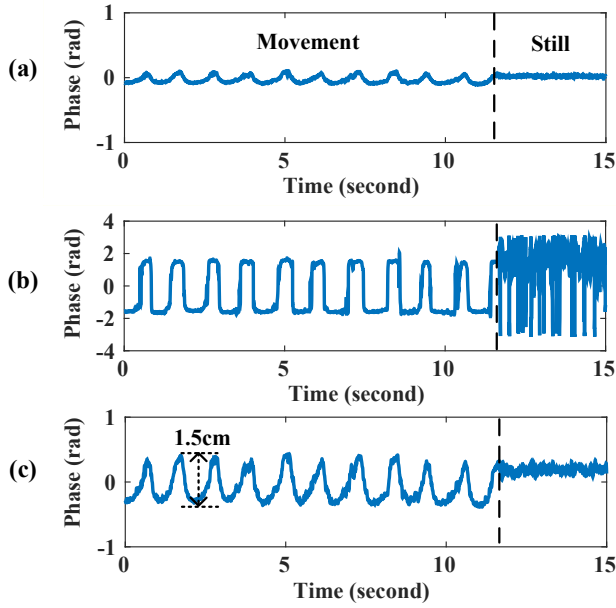 (a)
Phase (rad)
1
0
-1
Movement
Still
0
5
10
15
Time (second)
(b)
Phase (rad)
4
2
0
-2
-4
0
5
10
15
Time (second)
(c)
Phase (rad)
1
0
-1
1.5cm
0
5
10
15
Time (second)